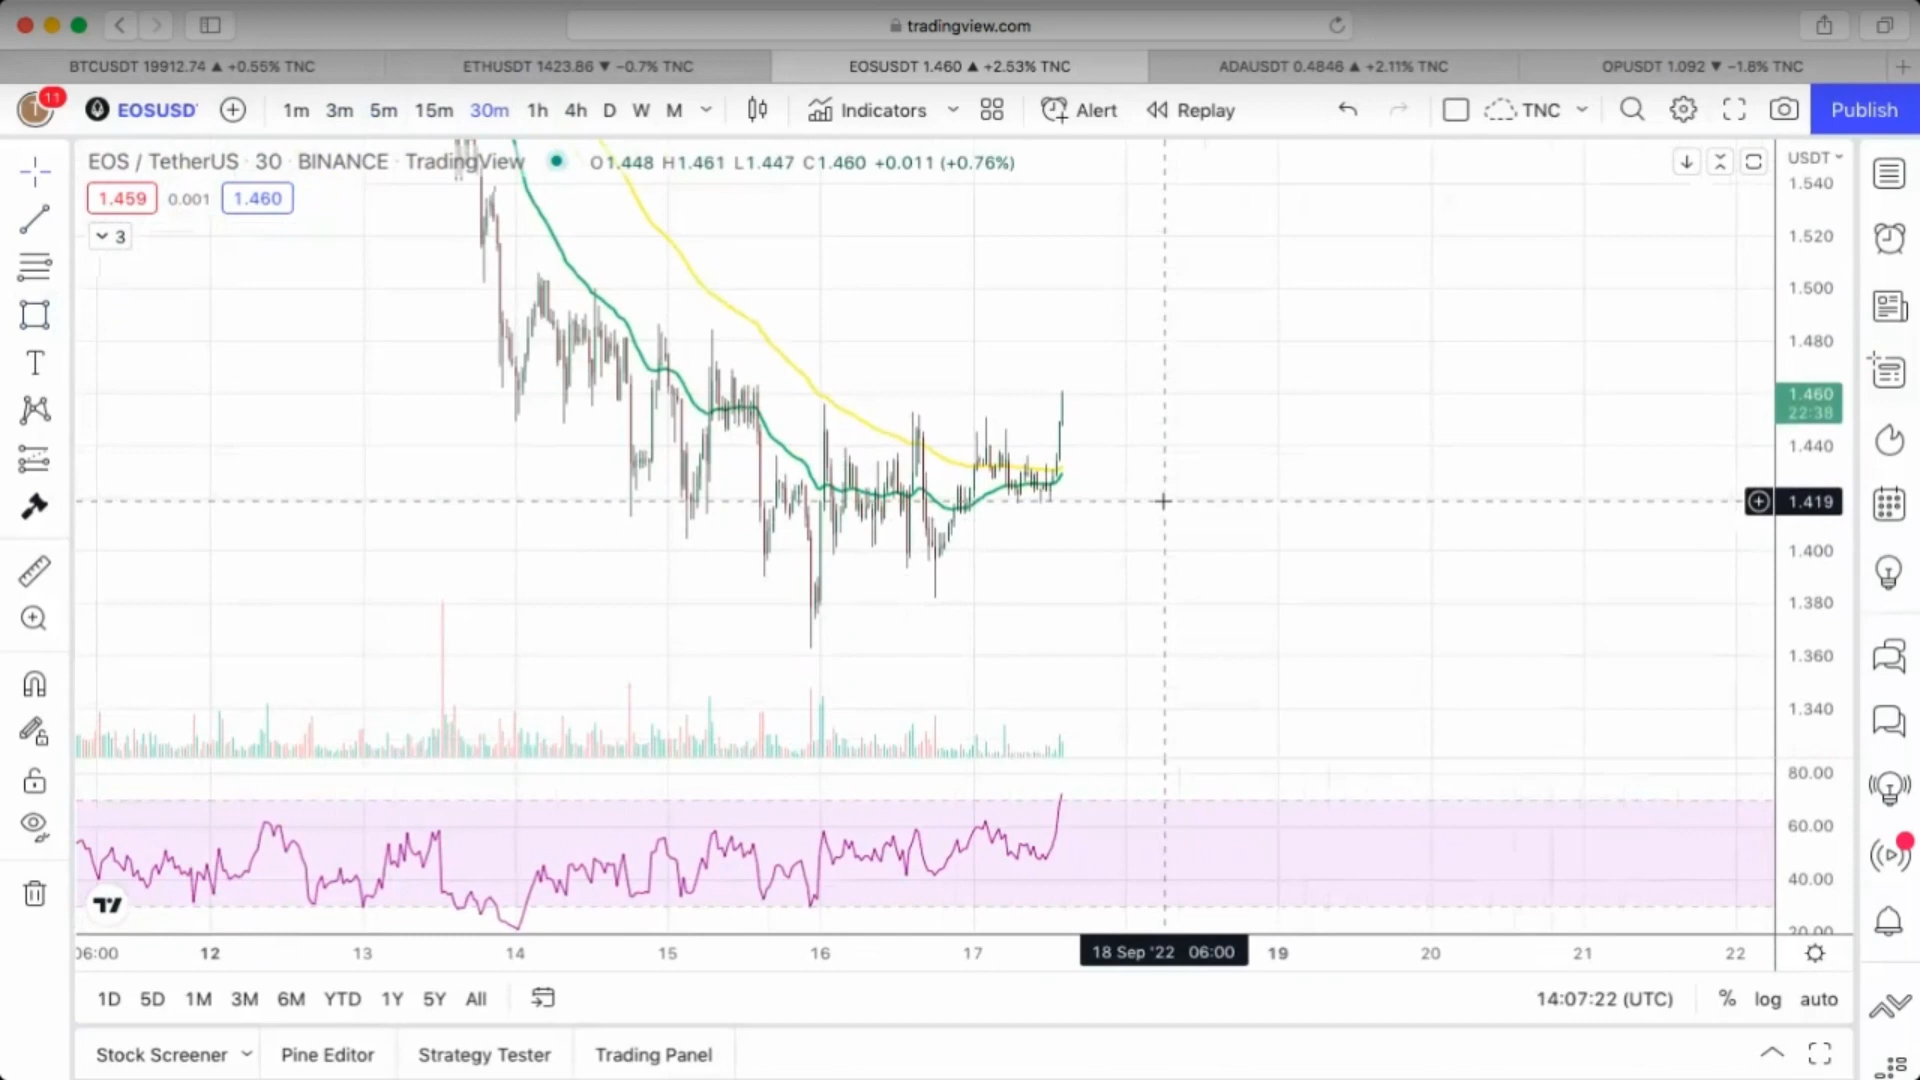 tradingview.com
BTCUSDT 19912.74 ▲ +0.55% TNC
ETHUSDT 1423.86 ▼ −0.7% TNC
EOSUSDT 1.460 ▲ +2.53% TNC
ADAUSDT 0.4846 ▲ +2.11% TNC
OPUSDT 1.092 ▼ −1.8% TNC
11
T
EOSUSD
1m 3m 5m 15m 30m 1h 4h D W M
Indicators
Alert
Replay
TNC
Publish
EOS / TetherUS · 30 · BINANCE · TradingView
O1.448 H1.461 L1.447 C1.460 +0.011 (+0.76%)
USDT
1.459 0.001 1.460
3
1.540
1.520
1.500
1.480
1.460
22:38
1.440
1.419
1.400
1.380
1.360
1.340
80.00
60.00
40.00
20.00
06:00 12 13 14 15 16 17 18 Sep '22 06:00 19 20 21 22
1D 5D 1M 3M 6M YTD 1Y 5Y All
14:07:22 (UTC) % log auto
Stock Screener Pine Editor Strategy Tester Trading Panel